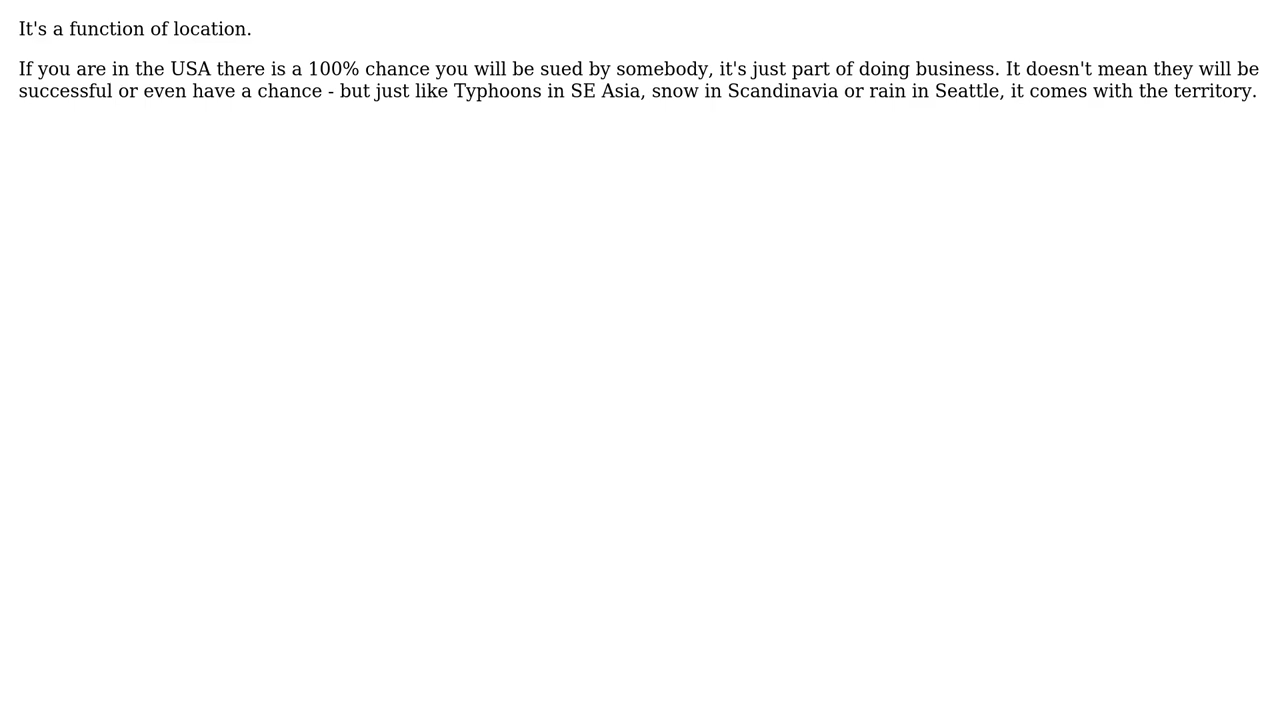 It's a function of location.
If you are in the USA there is a 100% chance you will be sued by somebody, it's just part of doing business. It doesn't mean they will be
successful or even have a chance - but just like Typhoons in SE Asia, snow in Scandinavia or rain in Seattle, it comes with the territory.